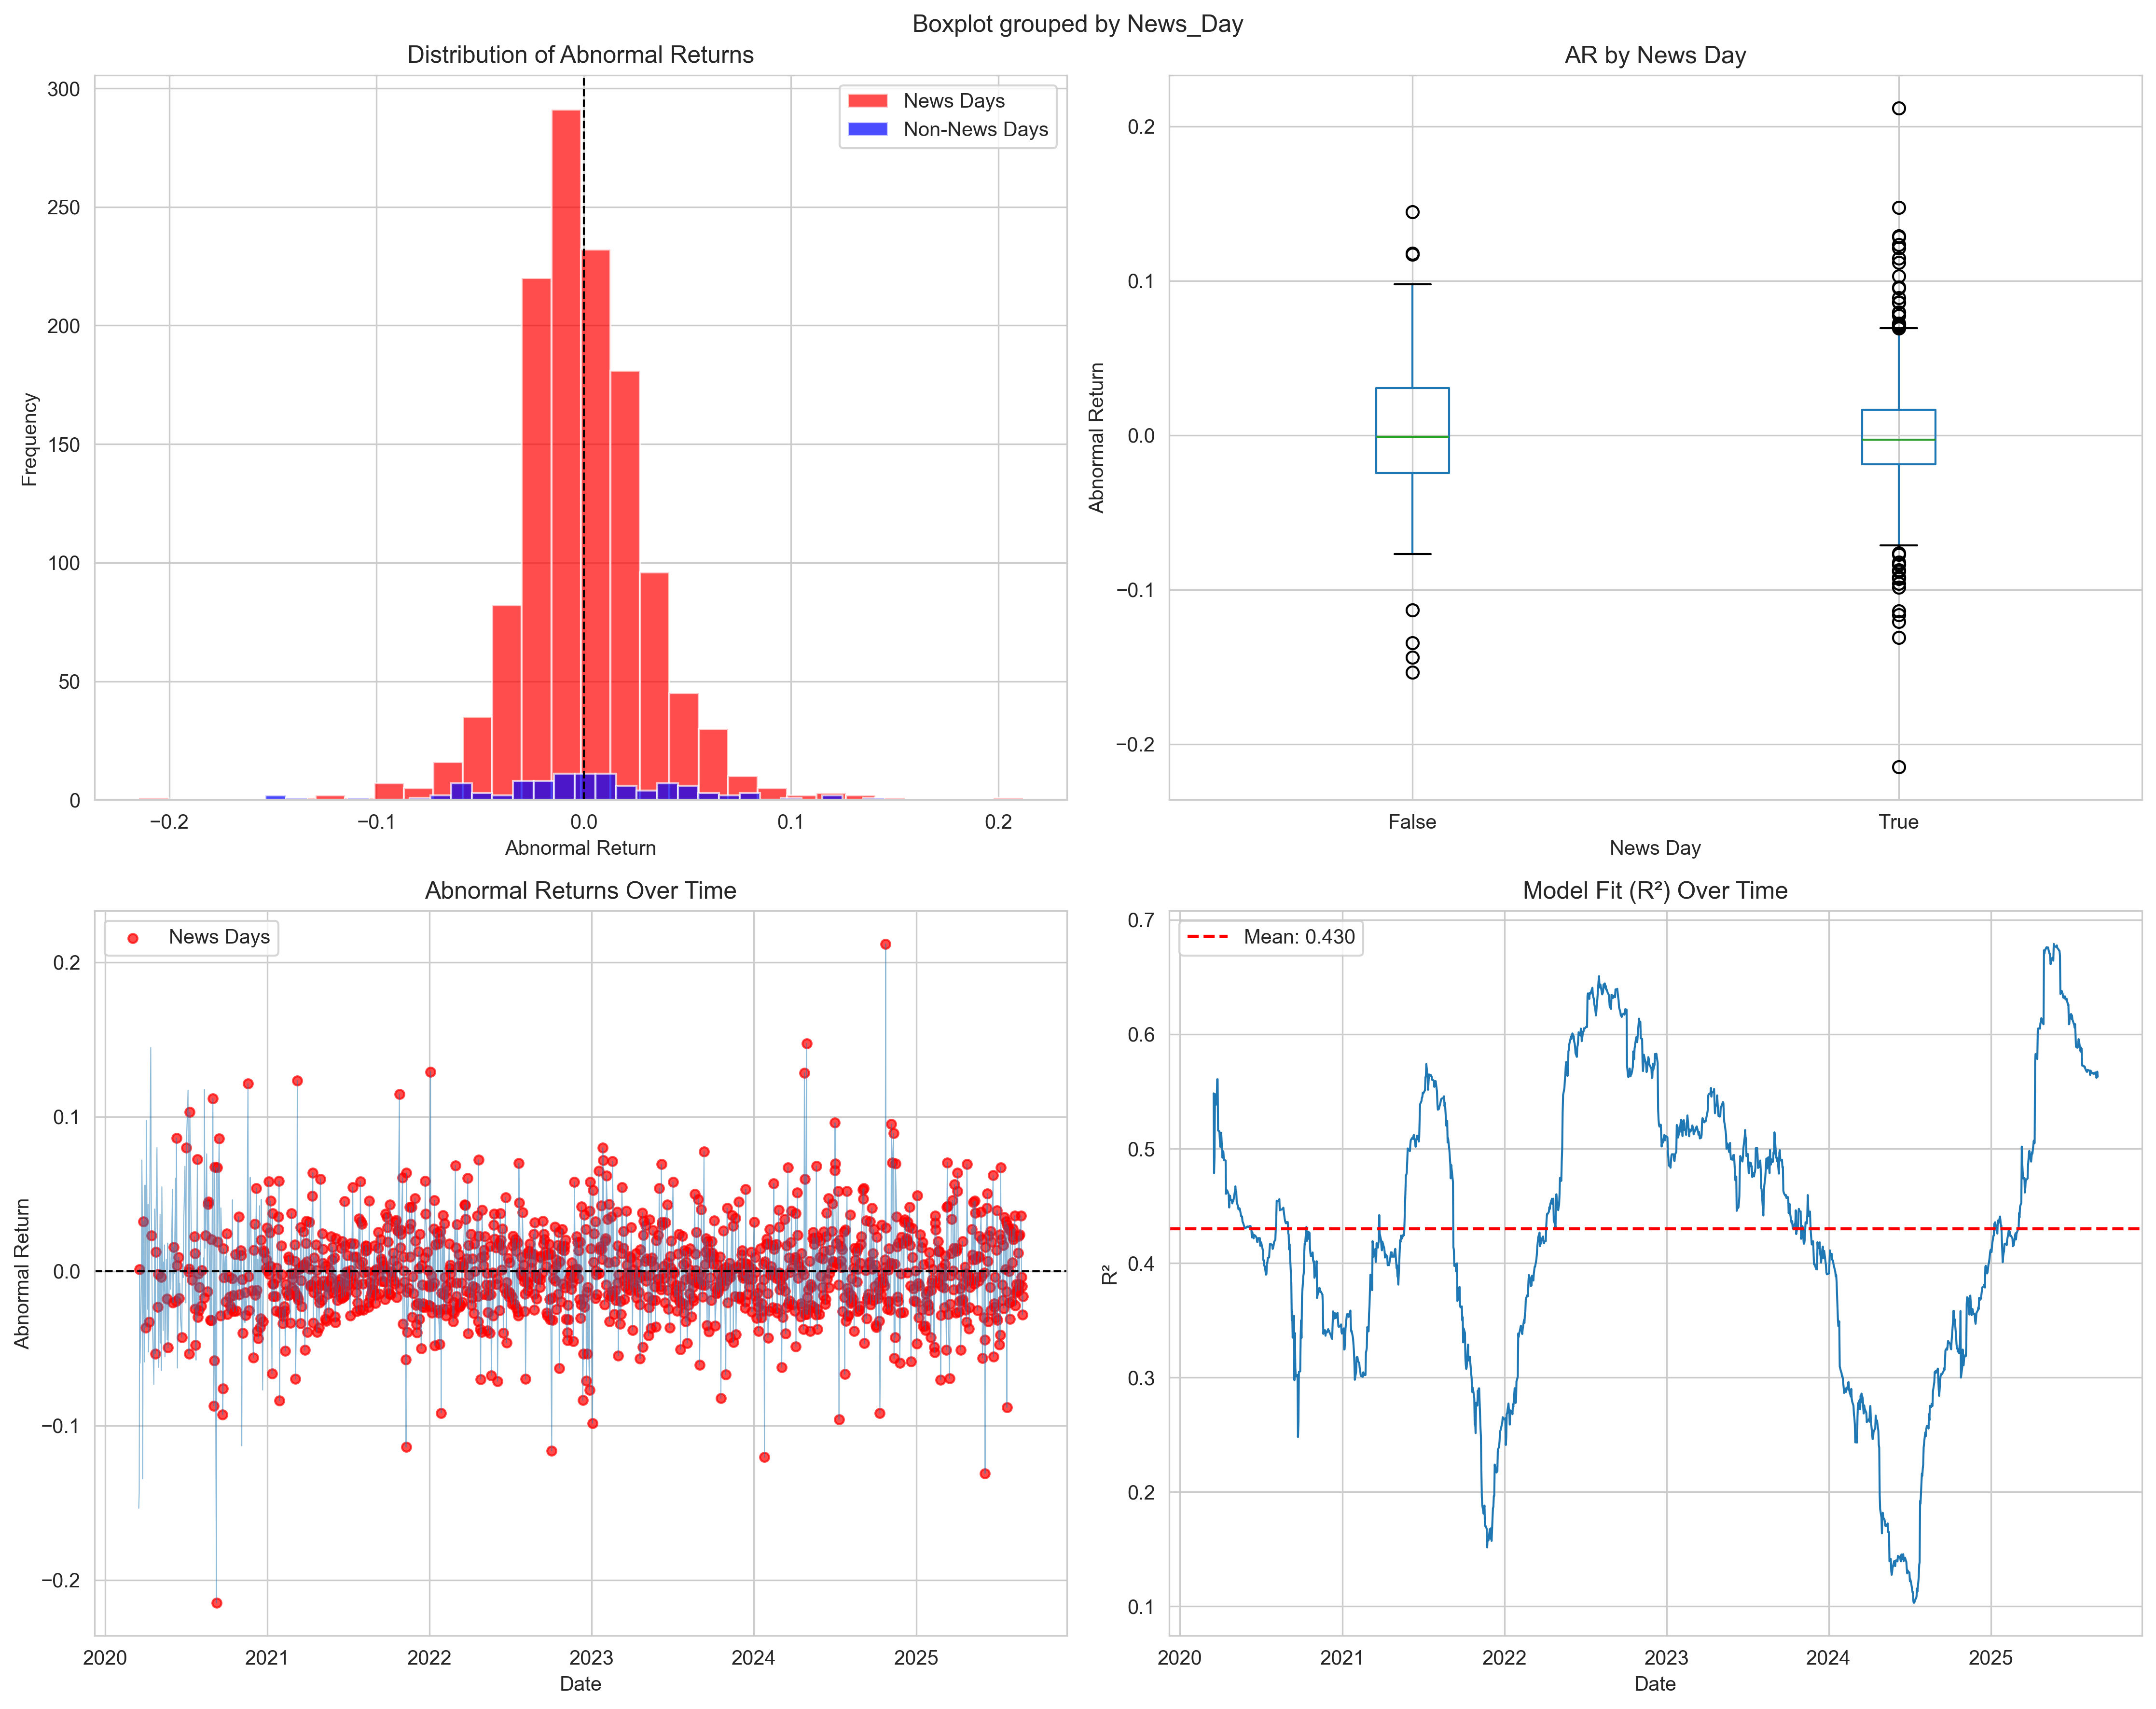 Boxplot grouped by News_Day
Distribution of Abnormal Returns
News Days
Non-News Days
300
250
200
150
100
50
0
Frequency
−0.2
−0.1
0.0
0.1
0.2
Abnormal Return
AR by News Day
0.2
0.1
0.0
−0.1
−0.2
Abnormal Return
False
True
News Day
Abnormal Returns Over Time
News Days
0.2
0.1
0.0
−0.1
−0.2
Abnormal Return
2020
2021
2022
2023
2024
2025
Date
Model Fit (R²) Over Time
Mean: 0.430
0.7
0.6
0.5
0.4
0.3
0.2
0.1
R²
2020
2021
2022
2023
2024
2025
Date